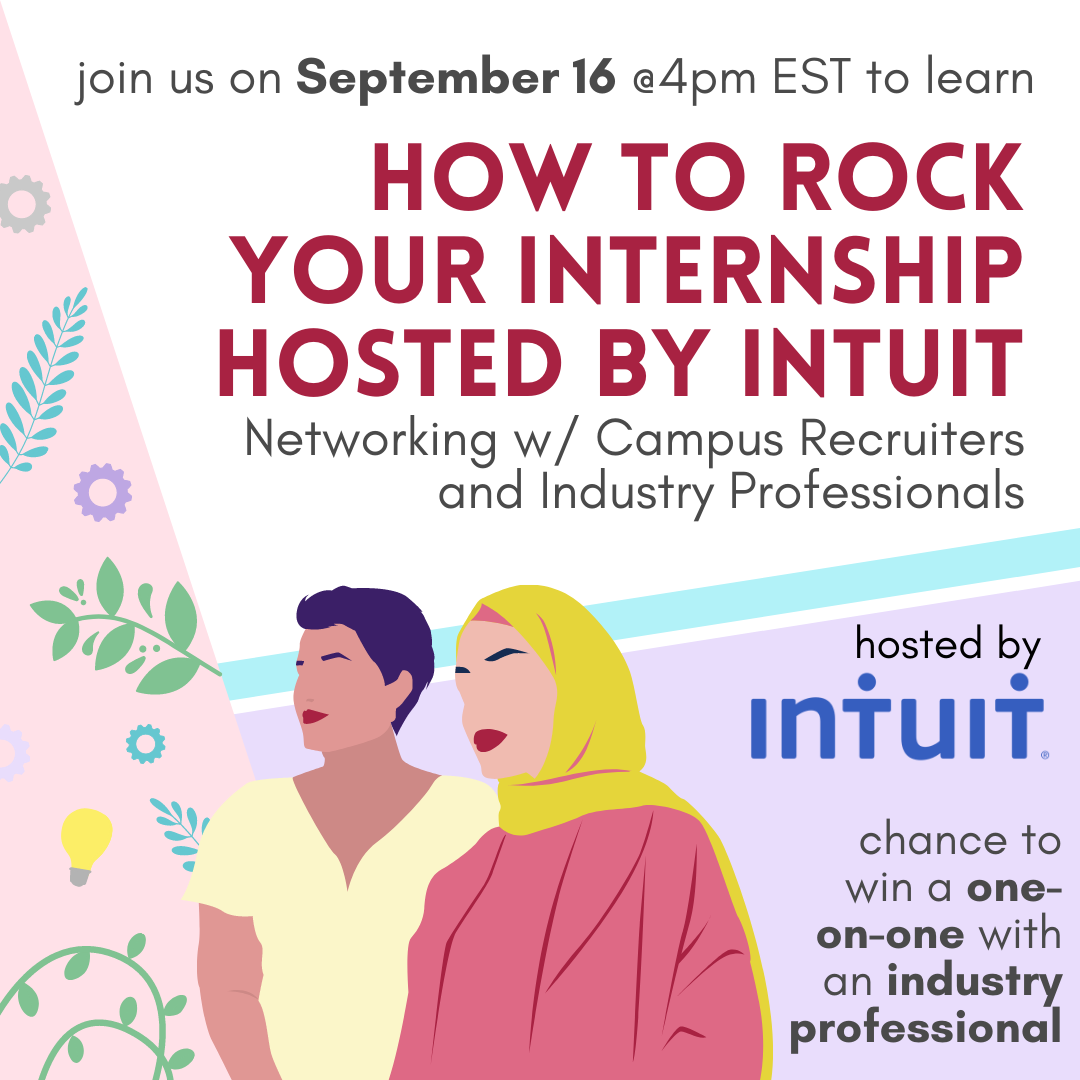 join us on September 16 @4pm EST to learn
HOW TO ROCK
YOUR INTERNSHIP
HOSTED BY INTUIT
Networking w/ Campus Recruiters
and Industry Professionals
hosted by
intuit®
chance to
win a one-
on-one with
an industry
professional